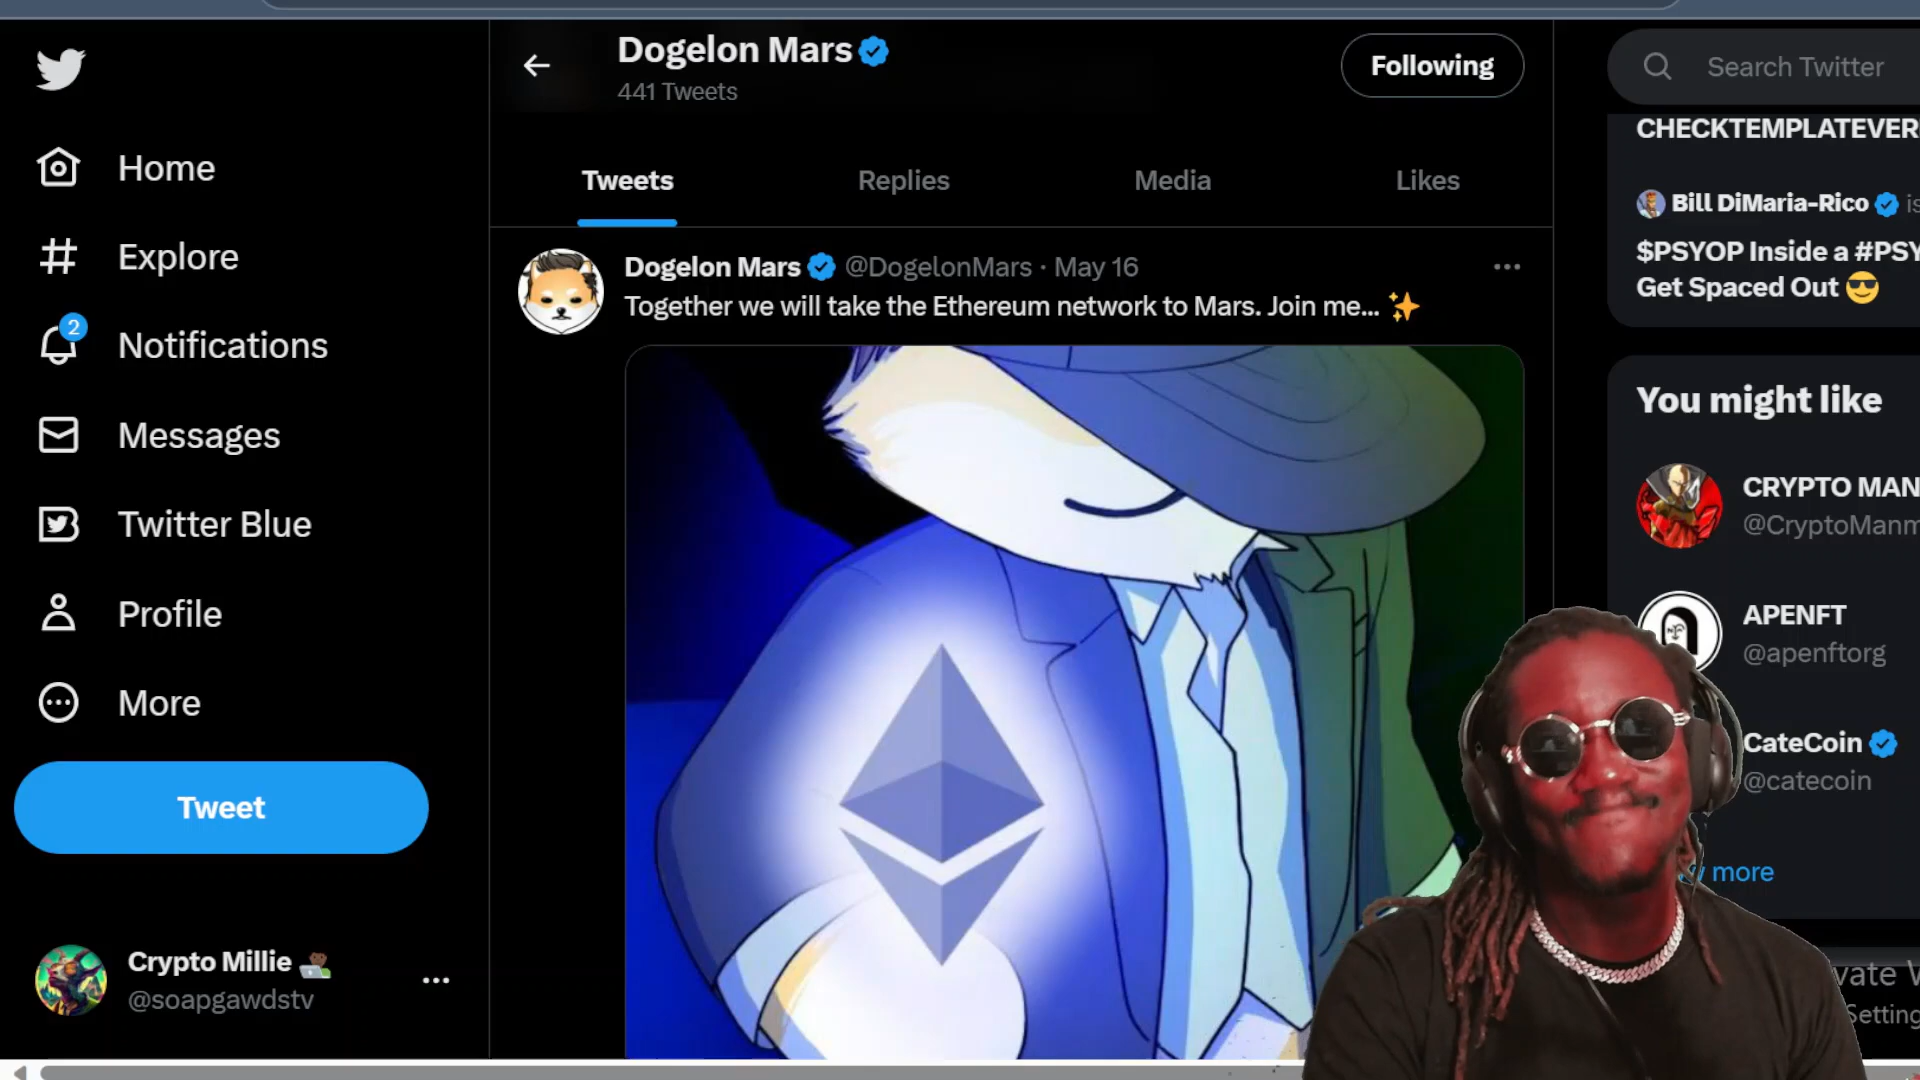 Dogelon Mars
441 Tweets
Following
Search Twitter
Home
Explore
2
Notifications
Messages
Twitter Blue
Profile
More
Tweet
Crypto Millie
@soapgawdstv
Tweets
Replies
Media
Likes
Dogelon Mars @DogelonMars · May 16
Together we will take the Ethereum network to Mars. Join me...
CHECKTEMPLATEVER
Bill DiMaria-Rico
$PSYOP Inside a #PSY
Get Spaced Out
You might like
CRYPTO MAN
@CryptoManm
APENFT
@apenftorg
CateCoin
@catecoin
more
Setting